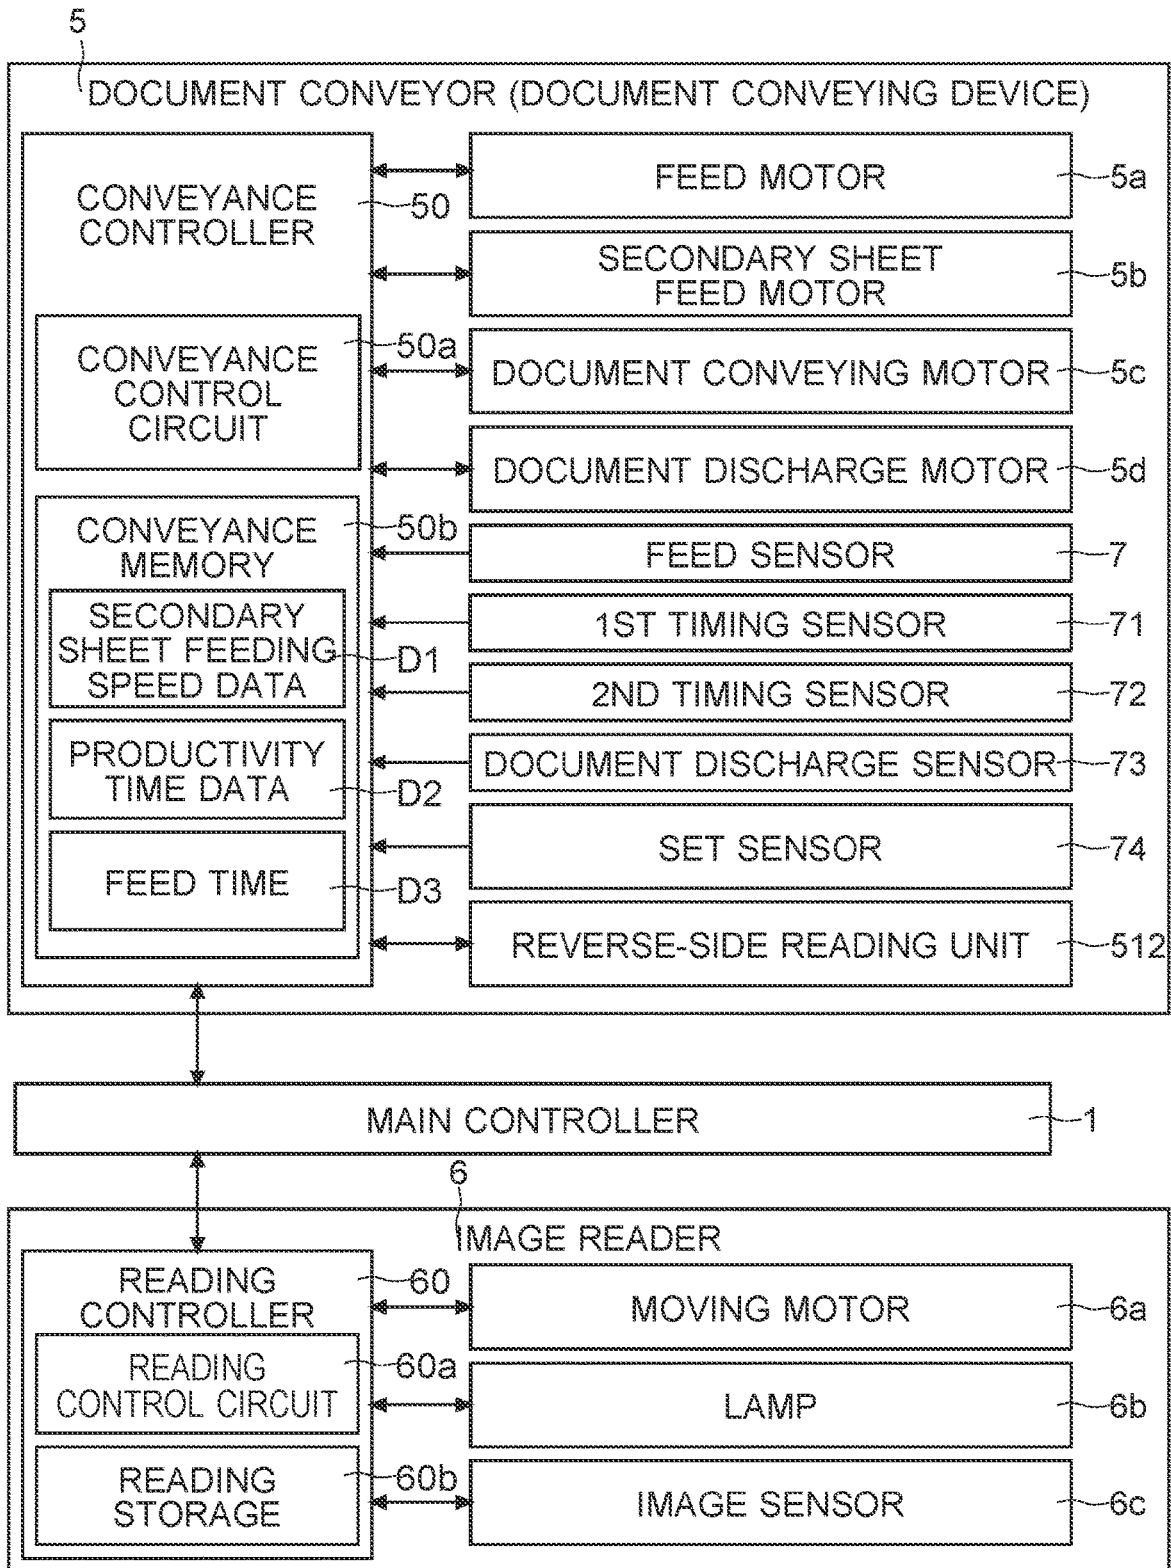 5
DOCUMENT CONVEYOR (DOCUMENT CONVEYING DEVICE)
CONVEYANCE
CONTROLLER
50
CONVEYANCE
CONTROL
CIRCUIT
50a
CONVEYANCE
MEMORY
50b
SECONDARY
SHEET FEEDING
SPEED DATA
D1
PRODUCTIVITY
TIME DATA
D2
FEED TIME
D3
FEED MOTOR
5a
SECONDARY SHEET
FEED MOTOR
5b
DOCUMENT CONVEYING MOTOR
5c
DOCUMENT DISCHARGE MOTOR
5d
FEED SENSOR
7
1ST TIMING SENSOR
71
2ND TIMING SENSOR
72
DOCUMENT DISCHARGE SENSOR
73
SET SENSOR
74
REVERSE-SIDE READING UNIT
512
MAIN CONTROLLER
1
6
IMAGE READER
READING
CONTROLLER
60
READING
CONTROL CIRCUIT
60a
READING
STORAGE
60b
MOVING MOTOR
6a
LAMP
6b
IMAGE SENSOR
6c